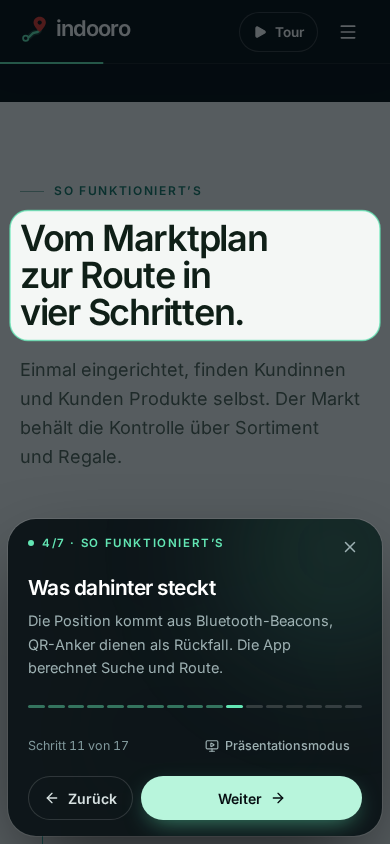 indooro
Tour
SO FUNKTIONIERT'S
Vom Marktplan
zur Route in
vier Schritten.
Einmal eingerichtet, finden Kundinnen
und Kunden Produkte selbst. Der Markt
behält die Kontrolle über Sortiment
und Regale.
4/7 · SO FUNKTIONIERT'S
Was dahinter steckt
Die Position kommt aus Bluetooth-Beacons,
QR-Anker dienen als Rückfall. Die App
berechnet Suche und Route.
Schritt 11 von 17
Präsentationsmodus
Zurück
Weiter